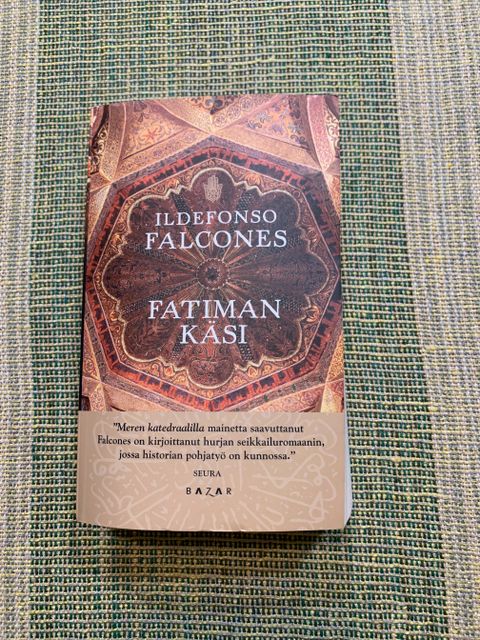 ILDEFONSO
FALCONES
FATIMAN
KÄSI
"Meren katedraalilla mainetta saavuttanut
Falcones on kirjoittanut hurjan seikkailuromaanin,
jossa historian pohjatyö on kunnossa."
SEURA
BAZAR